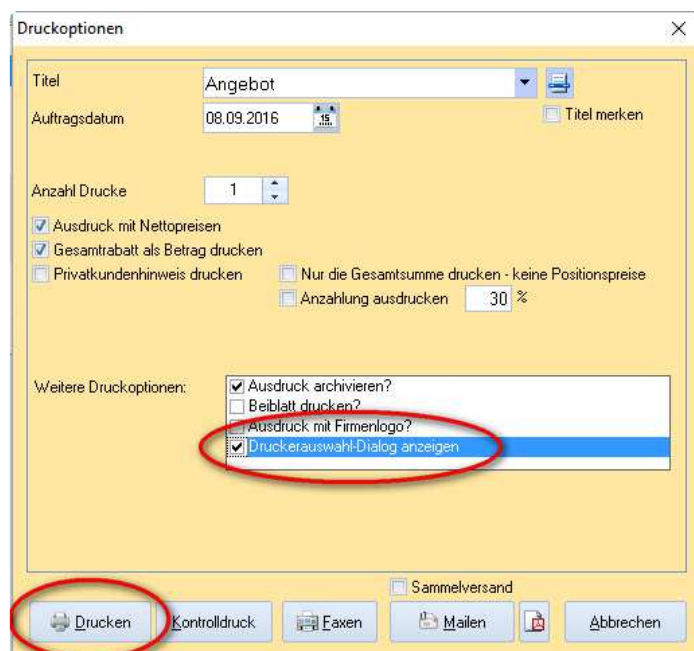 Druckoptionen
Titel Angebot
Auftragsdatum 08.09.2016 15 Titel merken
Anzahl Drucke 1
Ausdruck mit Nettopreisen
Gesamtrabatt als Betrag drucken
Privatkundenhinweis drucken Nur die Gesamtsumme drucken - keine Positionspreise
Anzahlung ausdrucken 30 %
Weitere Druckoptionen: Ausdruck archivieren?
Beiblatt drucken?
Ausdruck mit Firmenlogo?
Druckerauswahl-Dialog anzeigen
Sammelversand
Drucken Kontrolldruck Faxen Mailen Abbrechen